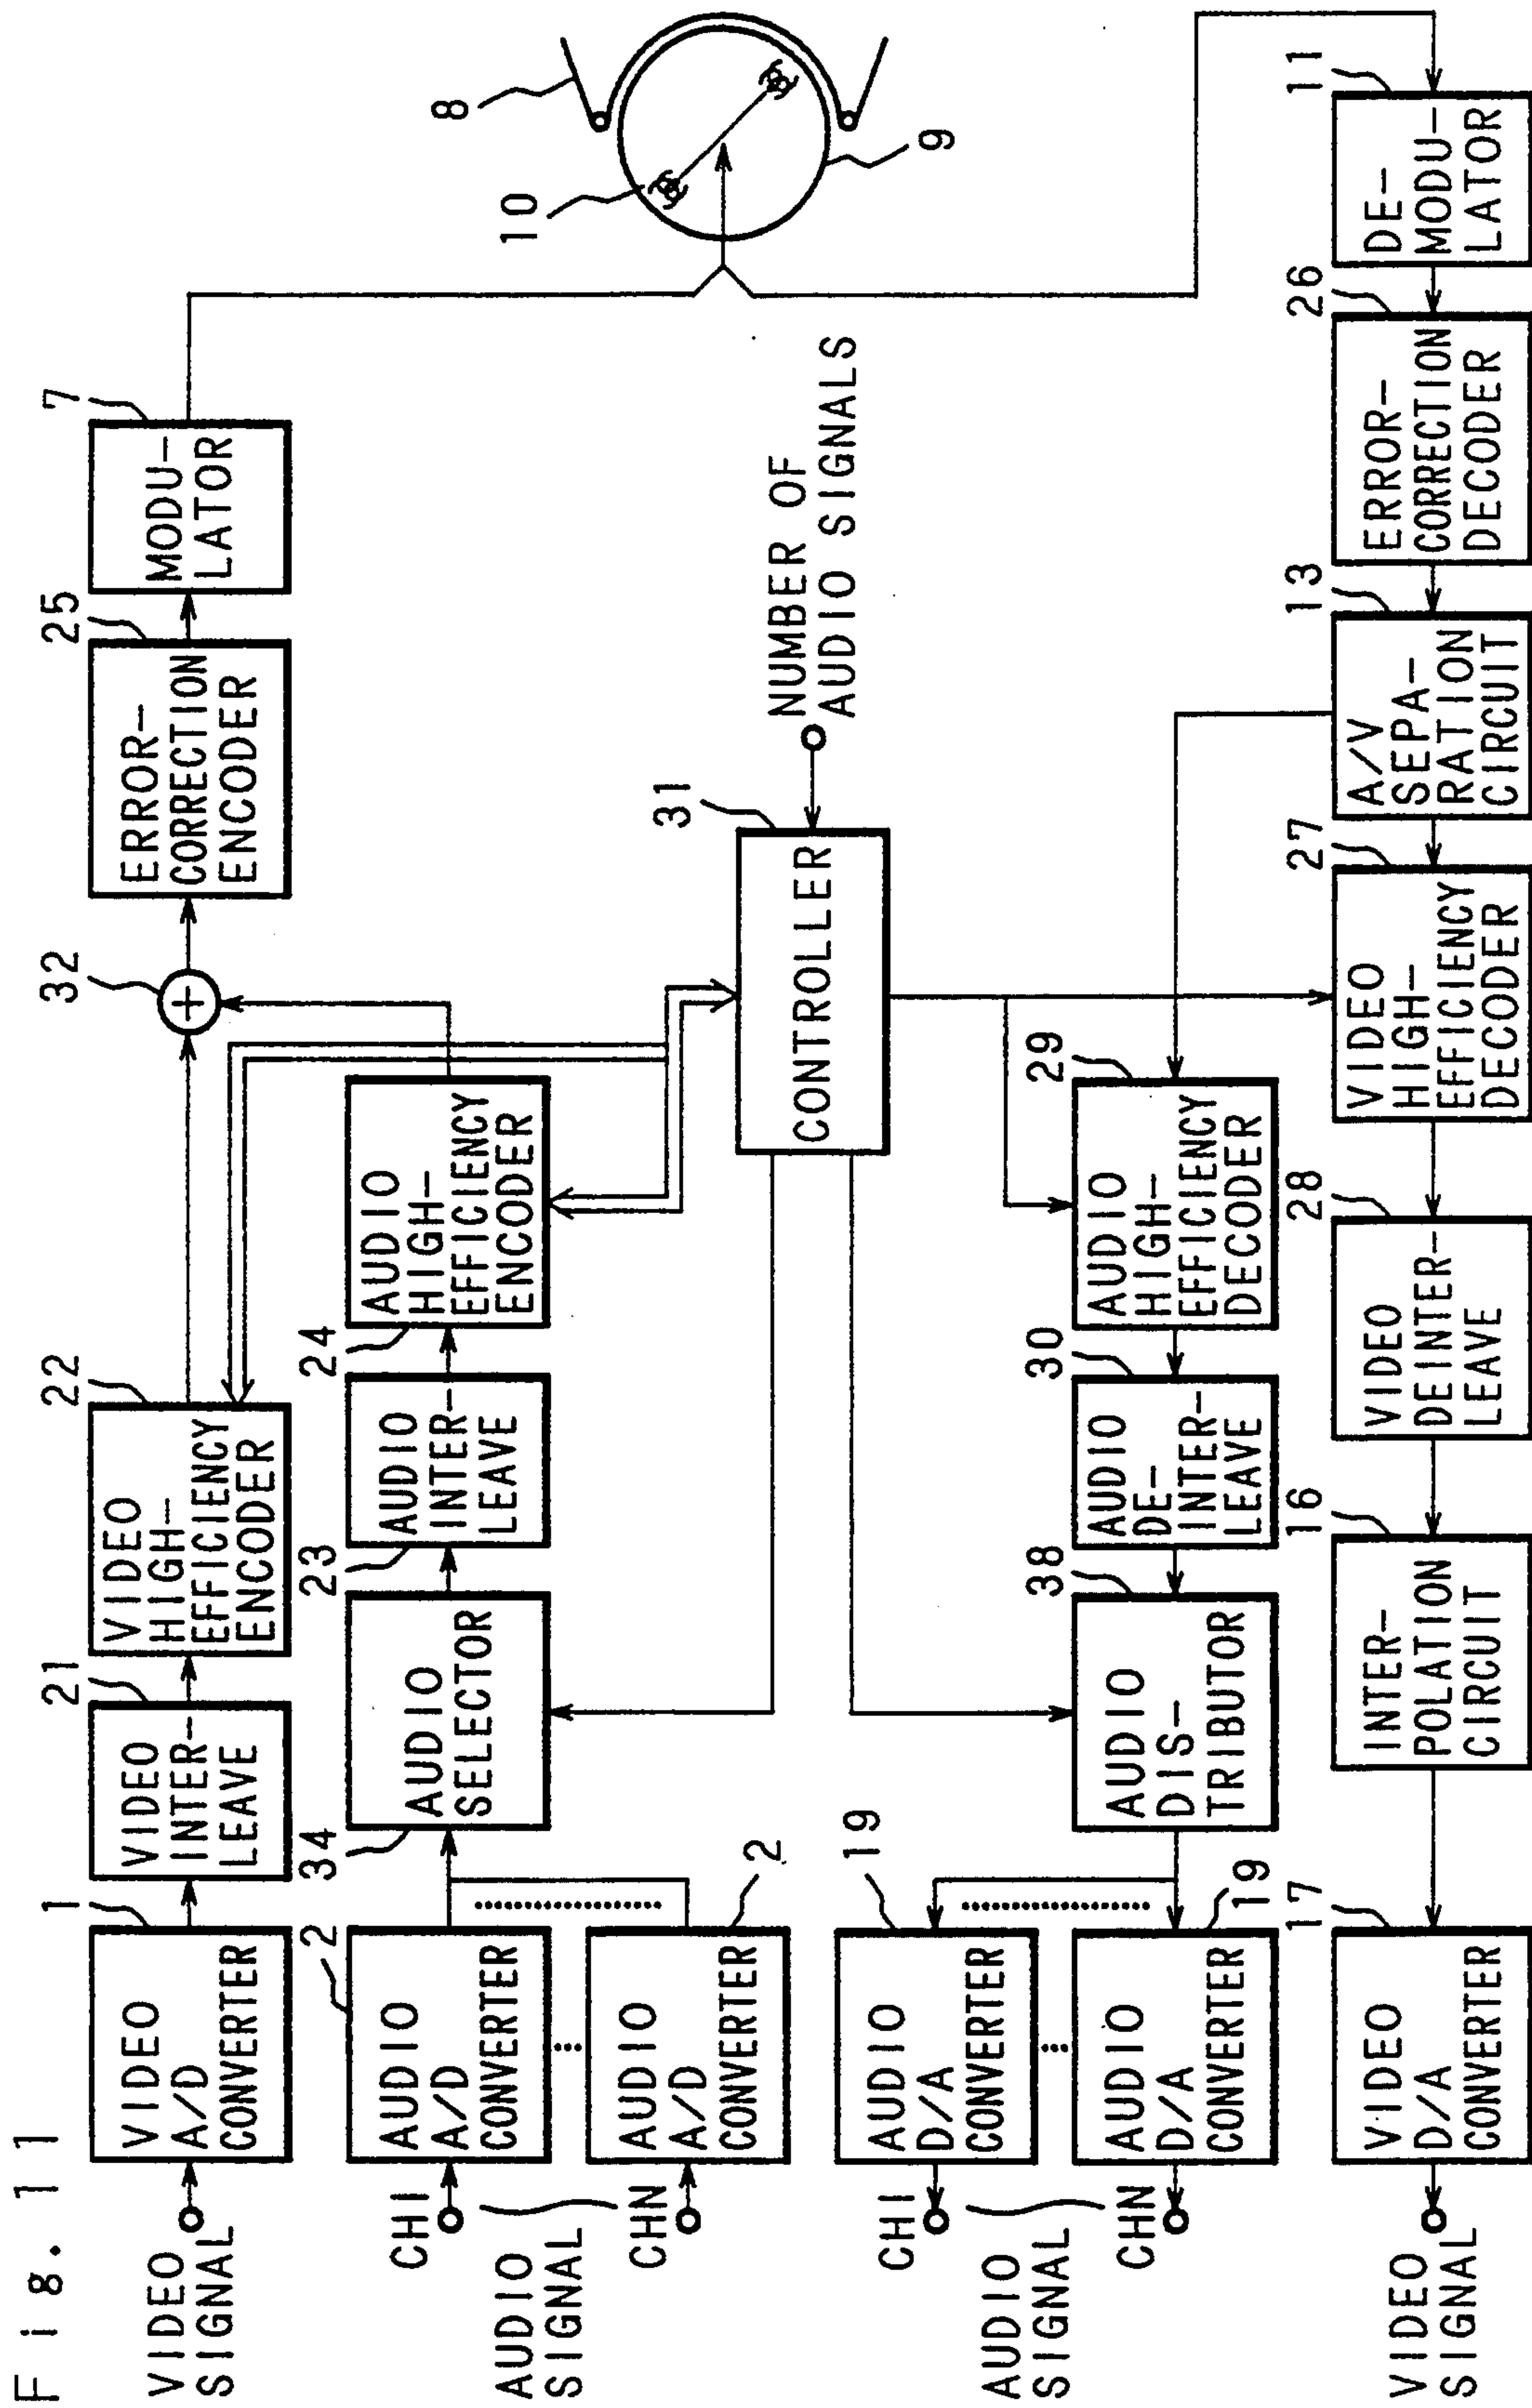 Fig. 11
VIDEO
SIGNAL
1
VIDEO
A/D
CONVERTER
21
VIDEO
INTER-
LEAVE
22
VIDEO
HIGH-
EFFICIENCY
ENCODER
32
+
25
ERROR-
CORRECTION
ENCODER
7
MODU-
LATOR
8
10
9
AUDIO
SIGNAL
CHI
CHN
2
AUDIO
A/D
CONVERTER
2
AUDIO
A/D
CONVERTER
34
AUDIO
SELECTOR
23
AUDIO
INTER-
LEAVE
24
AUDIO
HIGH-
EFFICIENCY
ENCODER
31
CONTROLLER
NUMBER OF
AUDIO SIGNALS
AUDIO
SIGNAL
CHI
CHN
19
AUDIO
D/A
CONVERTER
19
AUDIO
D/A
CONVERTER
38
AUDIO
DIS-
TRIBUTOR
30
AUDIO
DE-
INTER-
LEAVE
29
AUDIO
HIGH-
EFFICIENCY
DECODER
VIDEO
SIGNAL
17
VIDEO
D/A
CONVERTER
16
INTER-
POLATION
CIRCUIT
28
VIDEO
DEINTER-
LEAVE
27
VIDEO
HIGH-
EFFICIENCY
DECODER
13
A/V
SEPA-
RATION
CIRCUIT
26
ERROR-
CORRECTION
DECODER
11
DE-
MODU-
LATOR